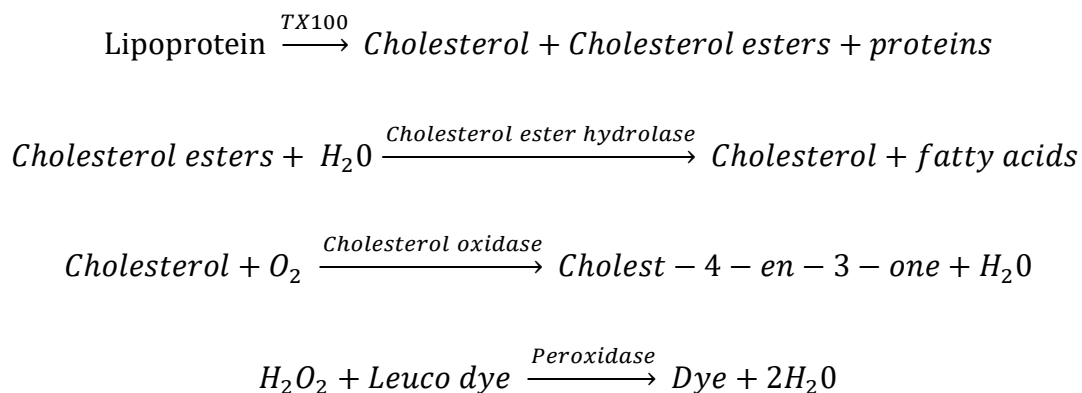 Lipoprotein TX100→ Cholesterol + Cholesterol esters + proteins
Cholesterol esters + H₂0 Cholesterol ester hydrolase→ Cholesterol + fatty acids
Cholesterol + O₂ Cholesterol oxidase→ Cholest − 4 − en − 3 − one + H₂0
H₂O₂ + Leuco dye Peroxidase→ Dye + 2H₂0